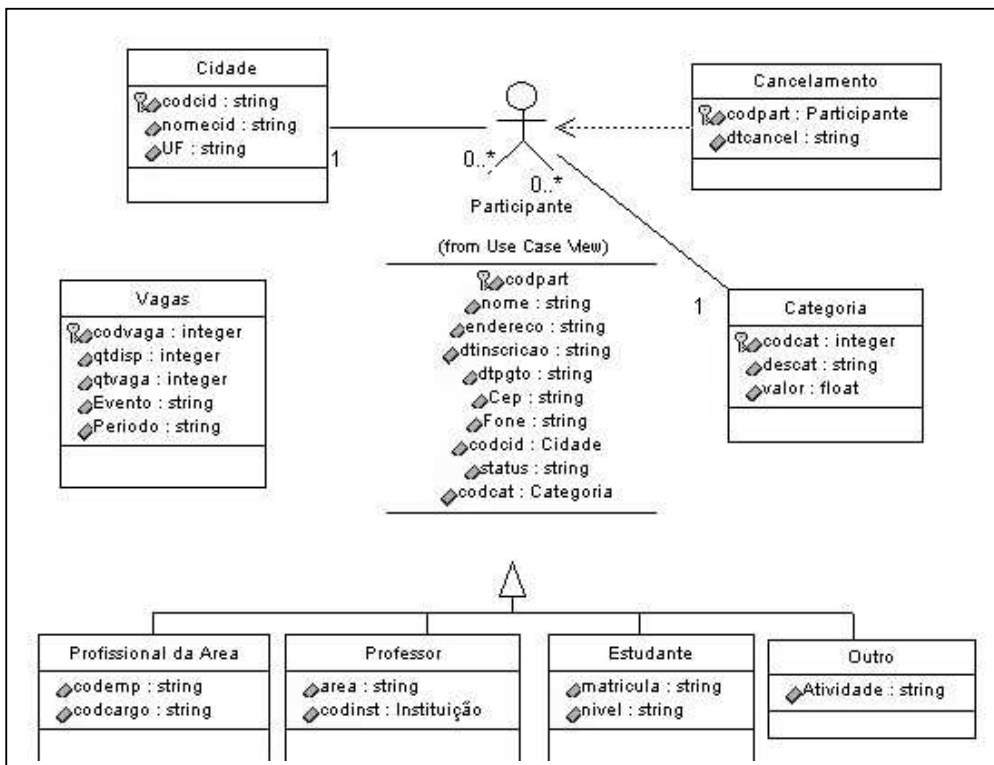 Cidade
codcid : string
nomecid : string
UF : string
1
0..*
0..*
Participante
(from Use Case View)
codpart
nome : string
endereco : string
dtinscricao : string
dtpgto : string
Cep : string
Fone : string
codcid : Cidade
status : string
codcat : Categoria
Cancelamento
codpart : Participante
dtcancel : string
Vagas
codvaga : integer
qtdisp : integer
qtvaga : integer
Evento : string
Periodo : string
1
Categoria
codcat : integer
descat : string
valor : float
Profissional da Area
codemp : string
codcargo : string
Professor
area : string
codinst : Instituição
Estudante
matricula : string
nivel : string
Outro
Atividade : string